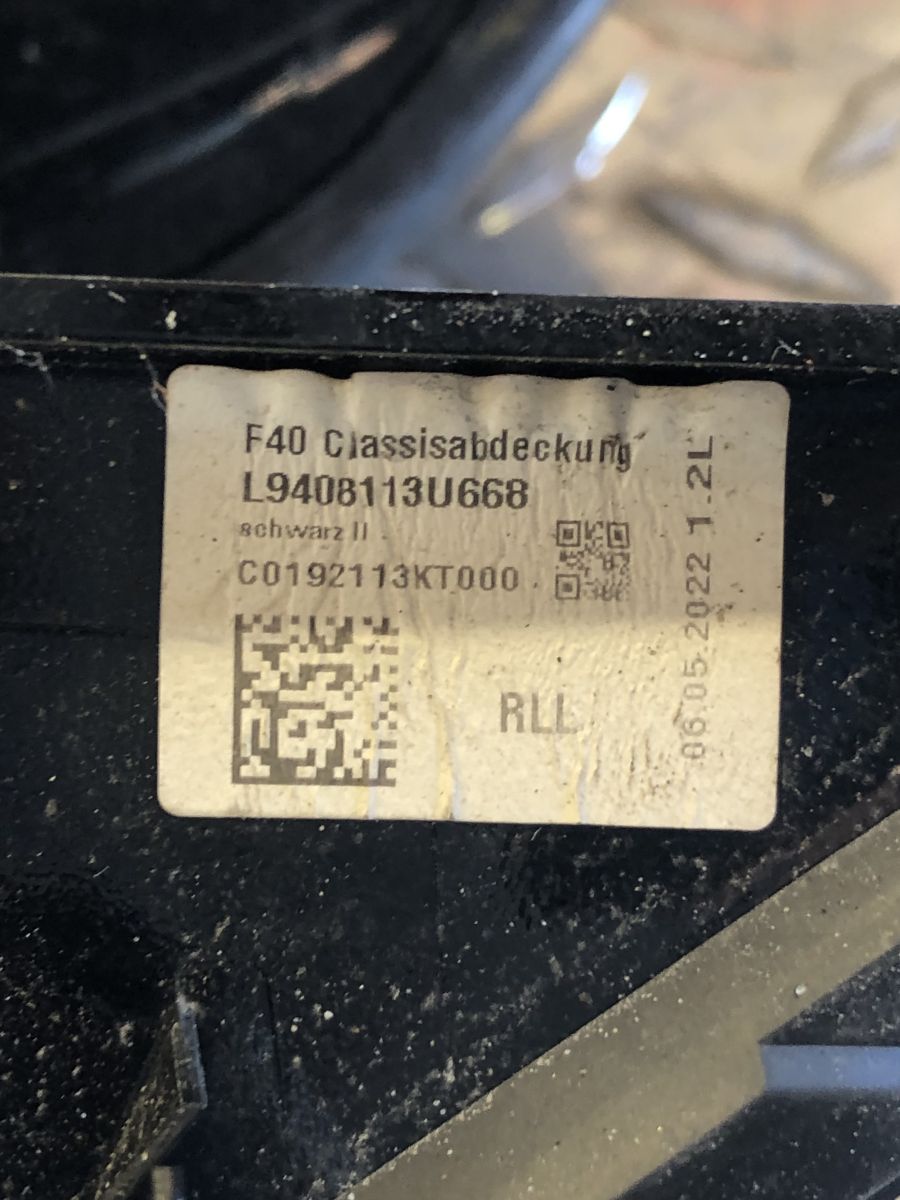 F40 Classisabdeckung
L9408113U668
schwarz II
C0192113KT000
RLL
06.05.2022 1.2L